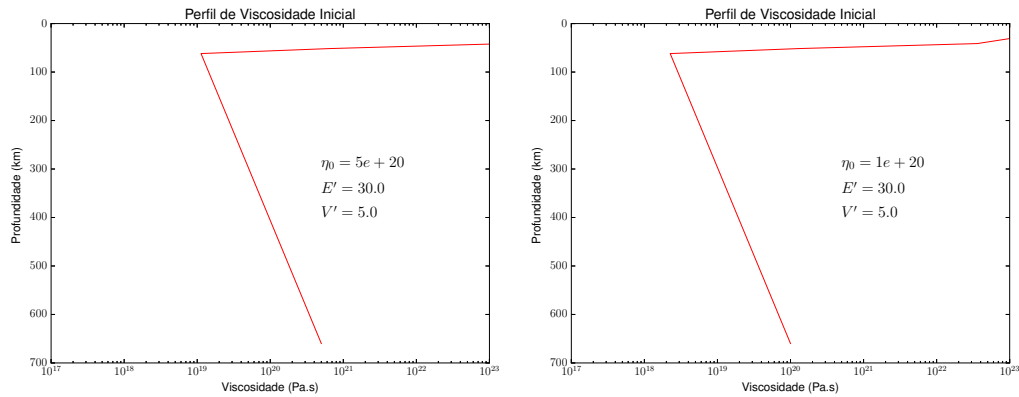 Perfil de Viscosidade Inicial
0
100
200
300
400
500
600
700
Profundidade (km)
η₀ = 5e + 20
E′ = 30.0
V′ = 5.0
10¹⁷ 10¹⁸ 10¹⁹ 10²⁰ 10²¹ 10²² 10²³
Viscosidade (Pa.s)
Perfil de Viscosidade Inicial
0
100
200
300
400
500
600
700
Profundidade (km)
η₀ = 1e + 20
E′ = 30.0
V′ = 5.0
10¹⁷ 10¹⁸ 10¹⁹ 10²⁰ 10²¹ 10²² 10²³
Viscosidade (Pa.s)